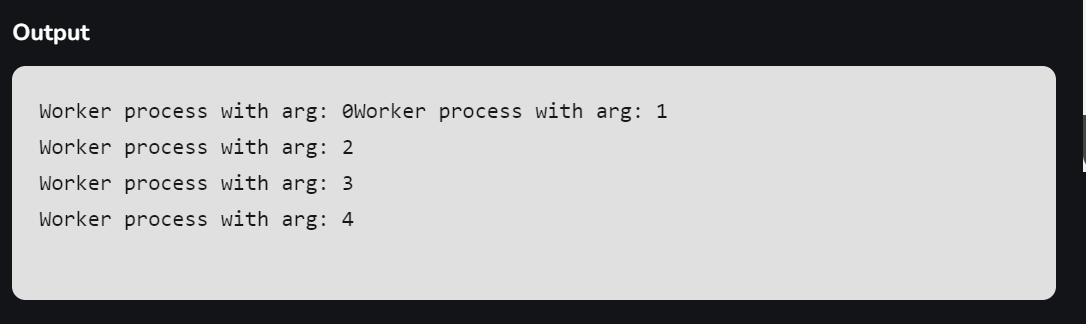 Output
Worker process with arg: 0Worker process with arg: 1
Worker process with arg: 2
Worker process with arg: 3
Worker process with arg: 4